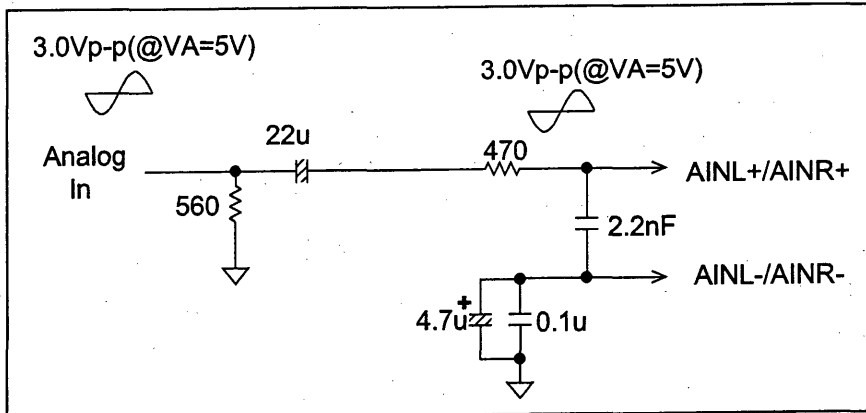 3.0Vp-p(@VA=5V)
3.0Vp-p(@VA=5V)
22u
470
Analog
In
AINL+/AINR+
560
2.2nF
AINL-/AINR-
+
4.7u
0.1u